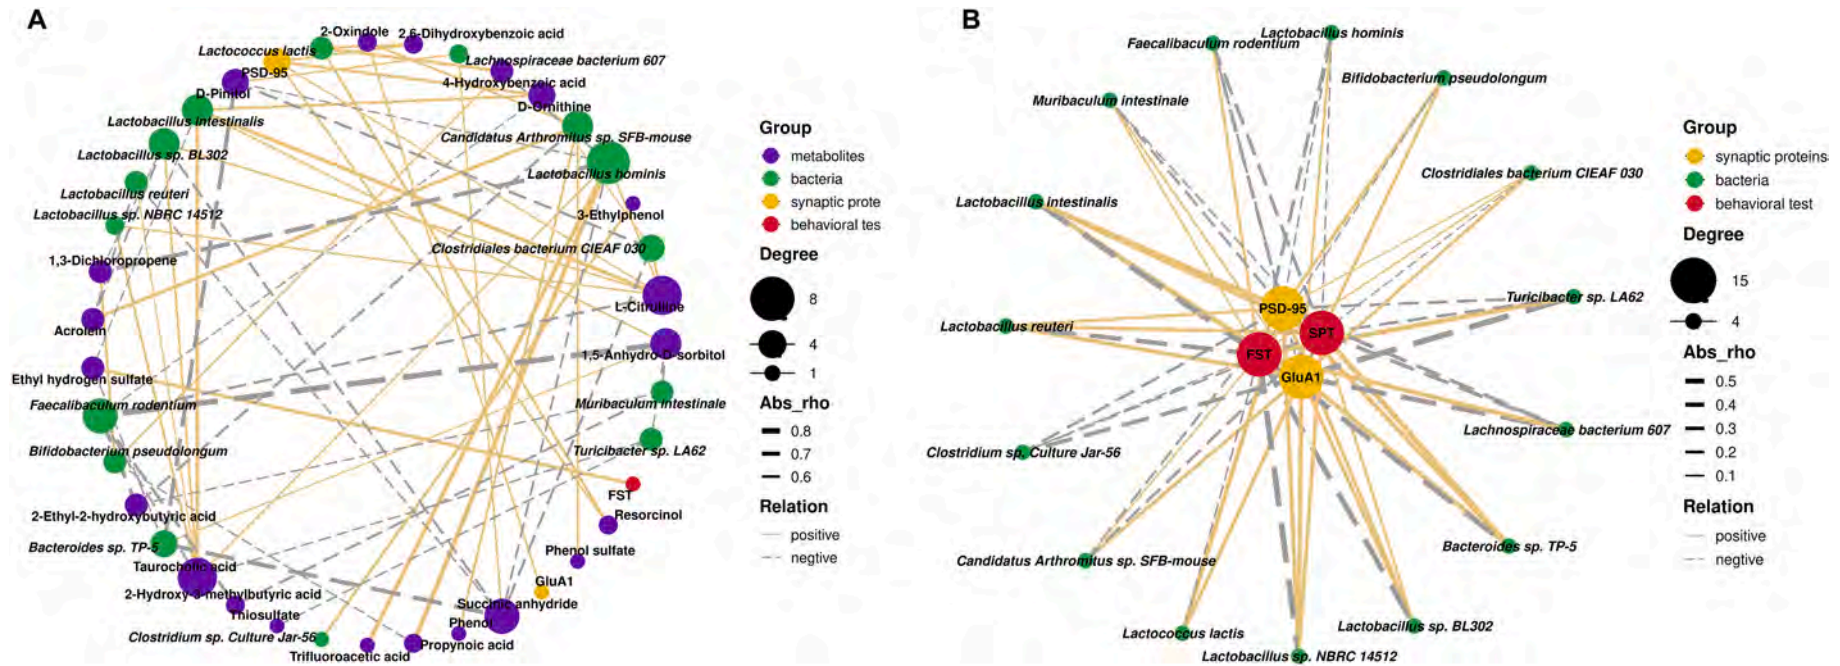 A
2-Oxindole
2,6-Dihydroxybenzoic acid
Lactococcus lactis
Lachnospiraceae bacterium 607
PSD-95
4-Hydroxybenzoic acid
D-Pinitol
D-Ornithine
Lactobacillus intestinalis
Candidatus Arthromitus sp. SFB-mouse
Lactobacillus sp. BL302
Lactobacillus hominis
Lactobacillus reuteri
3-Ethylphenol
Lactobacillus sp. NBRC 14512
Clostridiales bacterium CIEAF 030
1,3-Dichloropropene
L-Citrulline
Acrolein
1,5-Anhydro-D-sorbitol
Ethyl hydrogen sulfate
Faecalibaculum rodentium
Muribaculum intestinale
Bifidobacterium pseudolongum
Turicibacter sp. LA62
FST
2-Ethyl-2-hydroxybutyric acid
Resorcinol
Bacteroides sp. TP-5
Phenol sulfate
Taurocholic acid
GluA1
2-Hydroxy-3-methylbutyric acid
Succinic anhydride
Thiosulfate
Phenol
Clostridium sp. Culture Jar-56
Propynoic acid
Trifluoroacetic acid
Group
metabolites
bacteria
synaptic prote
behavioral tes
Degree
8
4
1
Abs_rho
0.8
0.7
0.6
Relation
positive
negtive
B
Lactobacillus hominis
Faecalibaculum rodentium
Bifidobacterium pseudolongum
Muribaculum intestinale
Clostridiales bacterium CIEAF 030
Lactobacillus intestinalis
Turicibacter sp. LA62
PSD-95
Lactobacillus reuteri
SPT
FST
GluA1
Lachnospiraceae bacterium 607
Clostridium sp. Culture Jar-56
Bacteroides sp. TP-5
Candidatus Arthromitus sp. SFB-mouse
Lactobacillus sp. BL302
Lactococcus lactis
Lactobacillus sp. NBRC 14512
Group
synaptic proteins
bacteria
behavioral test
Degree
15
4
Abs_rho
0.5
0.4
0.3
0.2
0.1
Relation
positive
negtive